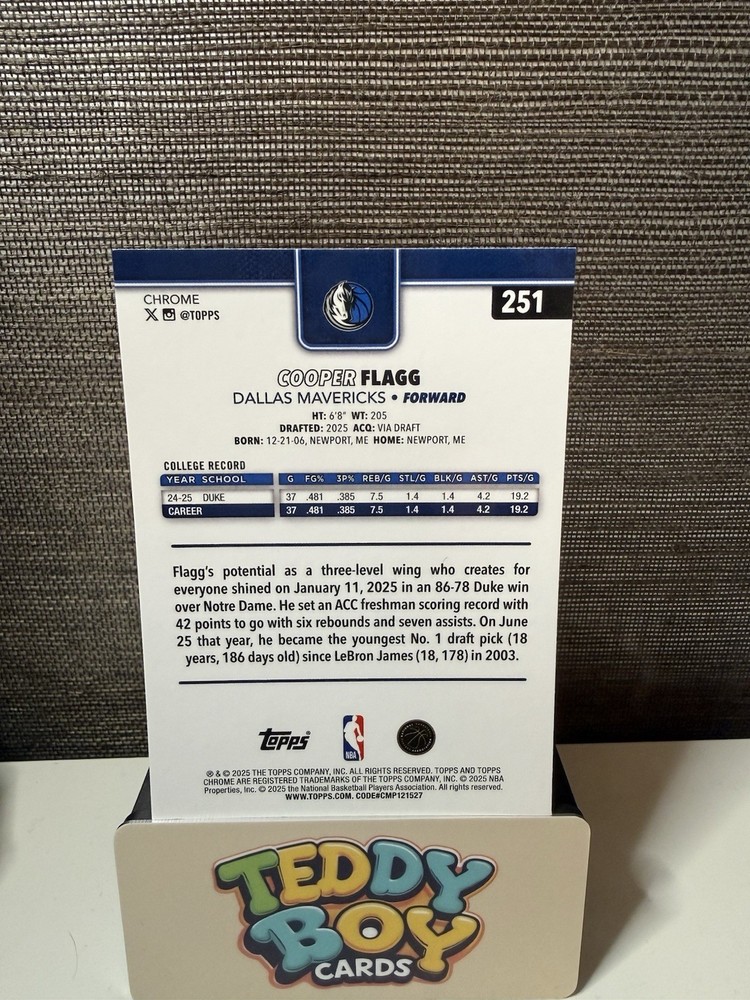 CHROME
251
X @TOPPS
COOPER FLAGG
DALLAS MAVERICKS • FORWARD
HT: 6'8" WT: 205
DRAFTED: 2025 ACQ: VIA DRAFT
BORN: 12-21-06, NEWPORT, ME HOME: NEWPORT, ME
COLLEGE RECORD
YEAR SCHOOL G FG% 3P% REB/G STL/G BLK/G AST/G PTS/G
24-25 DUKE 37 .481 .385 7.5 1.4 1.4 4.2 19.2
CAREER 37 .481 .385 7.5 1.4 1.4 4.2 19.2
Flagg's potential as a three-level wing who creates for
everyone shined on January 11, 2025 in an 86-78 Duke win
over Notre Dame. He set an ACC freshman scoring record with
42 points to go with six rebounds and seven assists. On June
25 that year, he became the youngest No. 1 draft pick (18
years, 186 days old) since LeBron James (18, 178) in 2003.
Topps®
NBA
® & © 2025 THE TOPPS COMPANY, INC. ALL RIGHTS RESERVED. TOPPS AND TOPPS
CHROME ARE REGISTERED TRADEMARKS OF THE TOPPS COMPANY, INC. © 2025 NBA
Properties, Inc. © 2025 the National Basketball Players Association. All rights reserved.
WWW.TOPPS.COM. CODE#CMP121527
TEDDY
BOY
CARDS